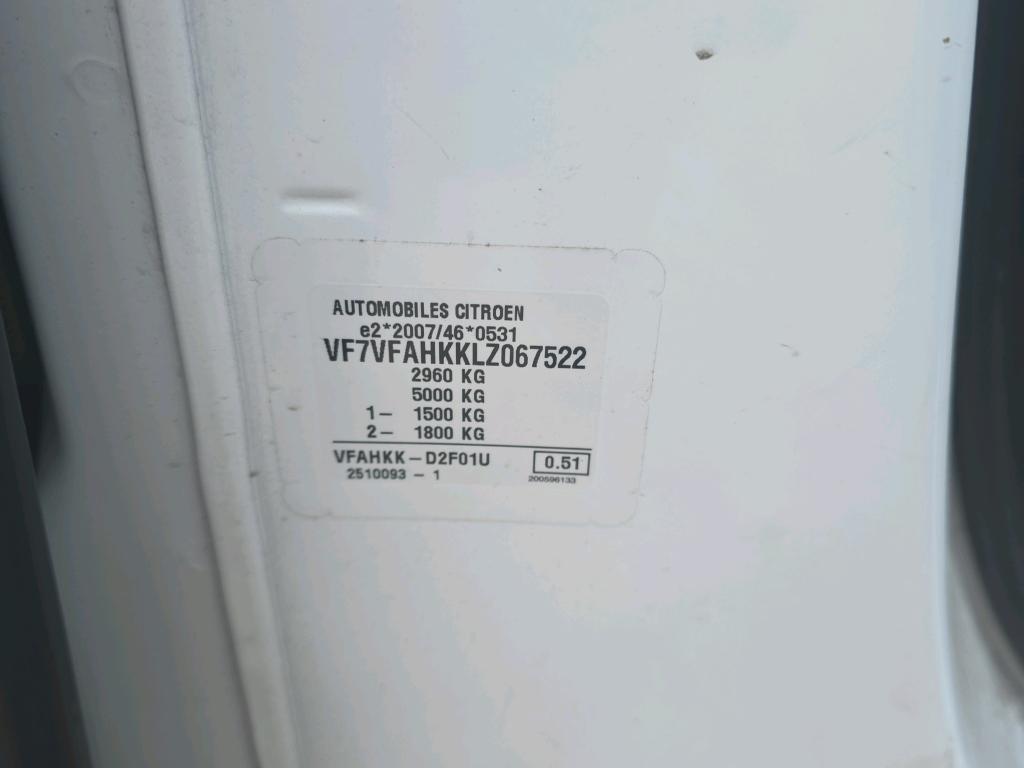 AUTOMOBILES CITROEN
e2*2007/46*0531
VF7VFAHKKLZ067522
2960 KG
5000 KG
1- 1500 KG
2- 1800 KG
VFAHKK-D2F01U 0.51
2510093 - 1 200596133